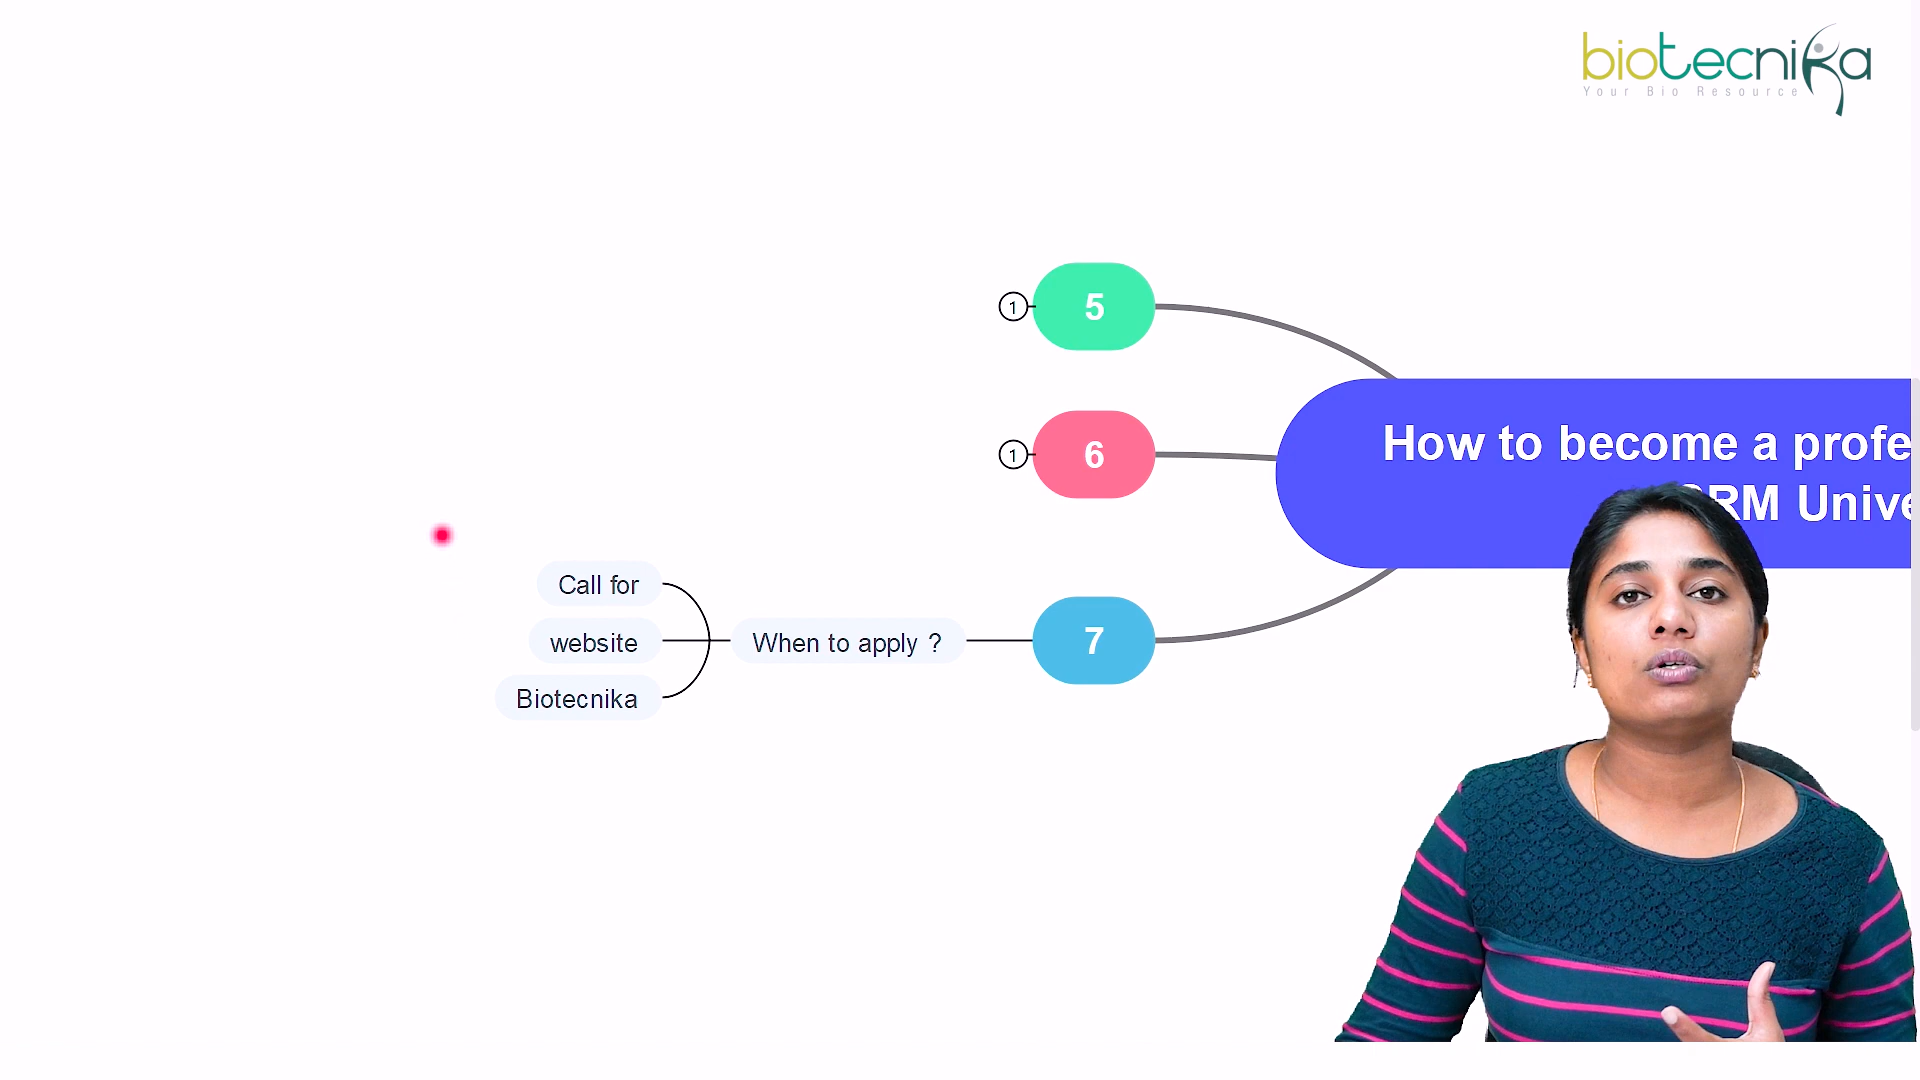 biotecnika
Your Bio Resource
1
5
1
6
How to become a profe
SRM Unive
Call for
website
Biotecnika
When to apply ?
7